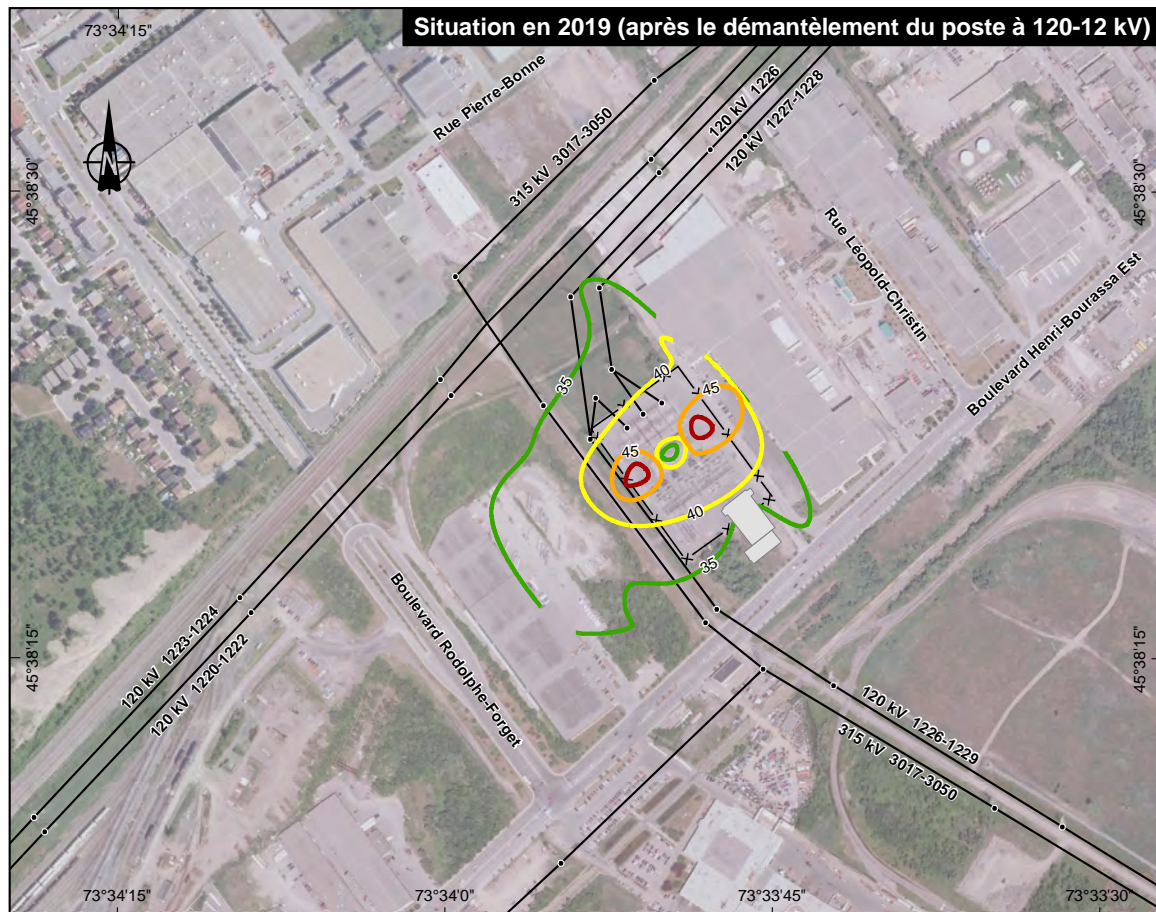 Situation en 2019 (après le démantèlement du poste à 120-12 kV)
73°34'15"
Rue Pierre-Bonne
120 kV 1226
120 kV 1227-1228
315 kV 3017-3050
N
45°38'30"
45°38'30"
Rue Léopold-Christin
Boulevard Henri-Bourassa Est
35
40
45
45
40
35
Boulevard Rodolphe-Forget
45°38'15"
45°38'15"
120 kV 1223-1224
120 kV 1220-1222
120 kV 1226-1229
315 kV 3017-3050
73°34'15"
73°34'0"
73°33'45"
73°33'30"